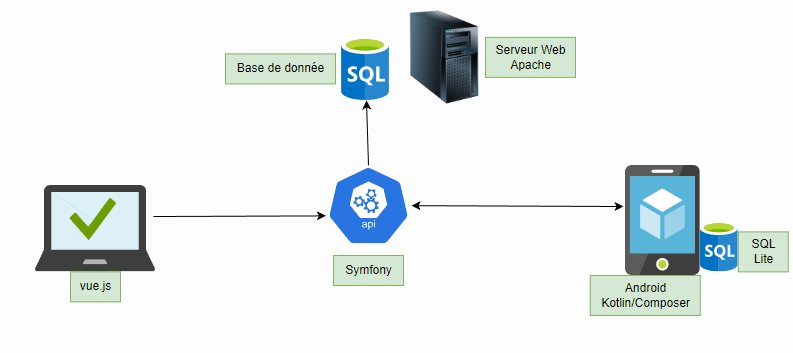 Base de donnée
SQL
Serveur Web
Apache
api
Symfony
vue.js
SQL
SQL
Lite
Android
Kotlin/Composer